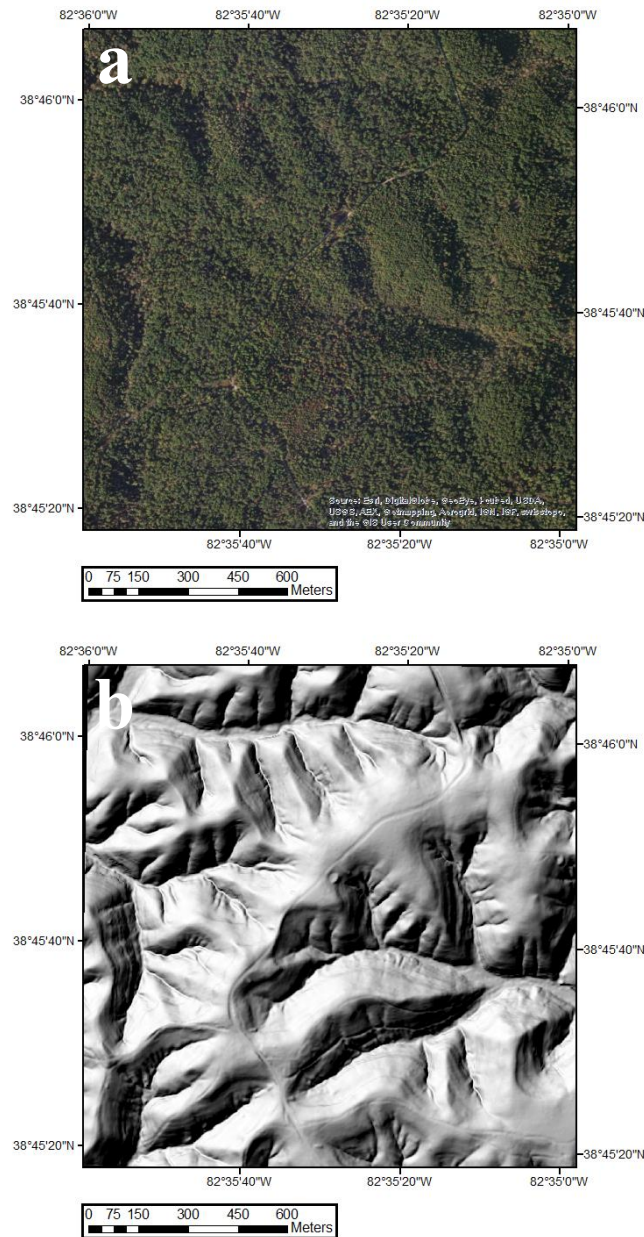 82°36'0"W 82°35'40"W 82°35'20"W 82°35'0"W
a
38°46'0"N 38°46'0"N
38°45'40"N 38°45'40"N
38°45'20"N 38°45'20"N
Source: Esri, DigitalGlobe, GeoEye, i-cubed, USDA,
USGS, AEX, Getmapping, Aerogrid, IGN, IGP, swisstopo,
and the GIS User Community
82°35'40"W 82°35'20"W 82°35'0"W
0 75 150 300 450 600
Meters
82°36'0"W 82°35'40"W 82°35'20"W 82°35'0"W
b
38°46'0"N 38°46'0"N
38°45'40"N 38°45'40"N
38°45'20"N 38°45'20"N
82°35'40"W 82°35'20"W 82°35'0"W
0 75 150 300 450 600
Meters